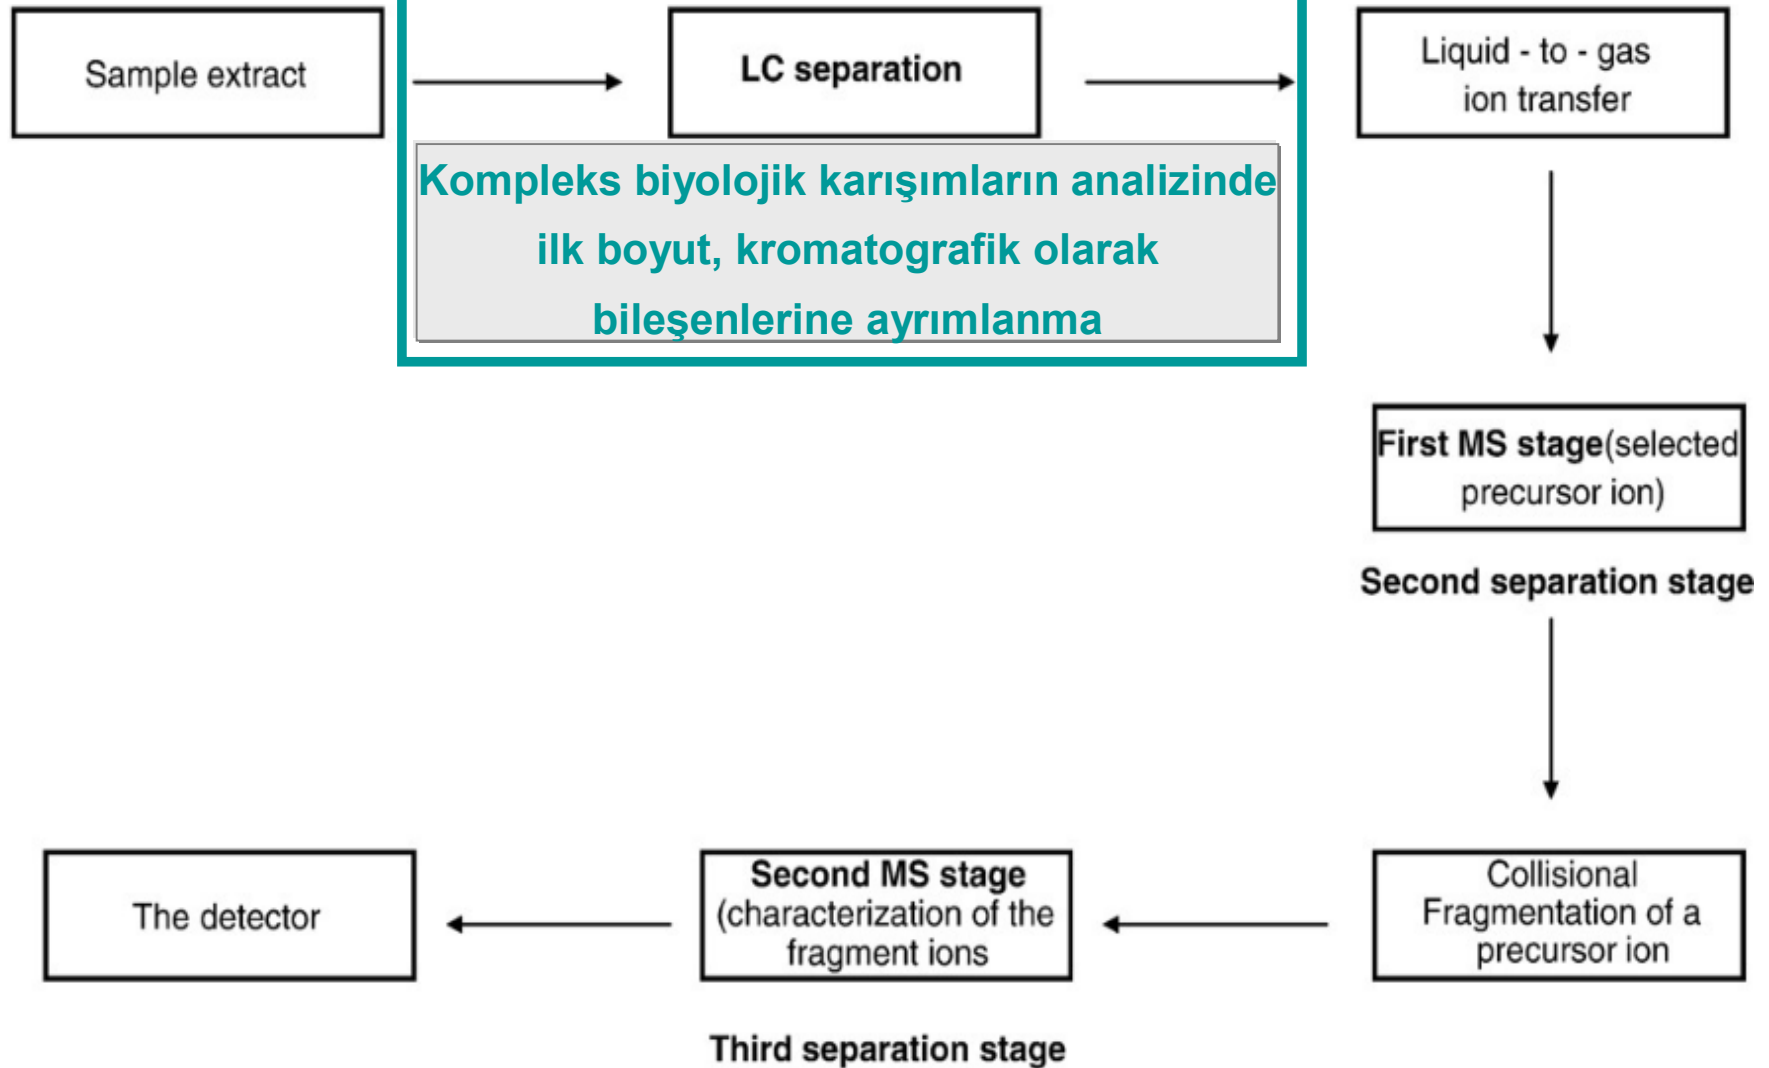 Sample extract
LC separation
Liquid - to - gas
ion transfer
Kompleks biyolojik karışımların analizinde
ilk boyut, kromatografik olarak
bileşenlerine ayrımlanma
First MS stage(selected
precursor ion)
Second separation stage
Collisional
Fragmentation of a
precursor ion
Second MS stage
(characterization of the
fragment ions
Third separation stage
The detector